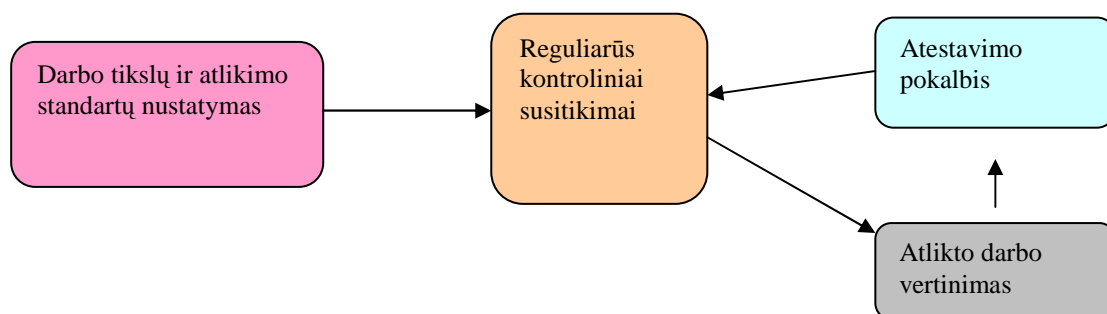 Darbo tikslų ir atlikimo
standartų nustatymas
Reguliarūs
kontroliniai
susitikimai
Atestavimo
pokalbis
Atlikto darbo
vertinimas